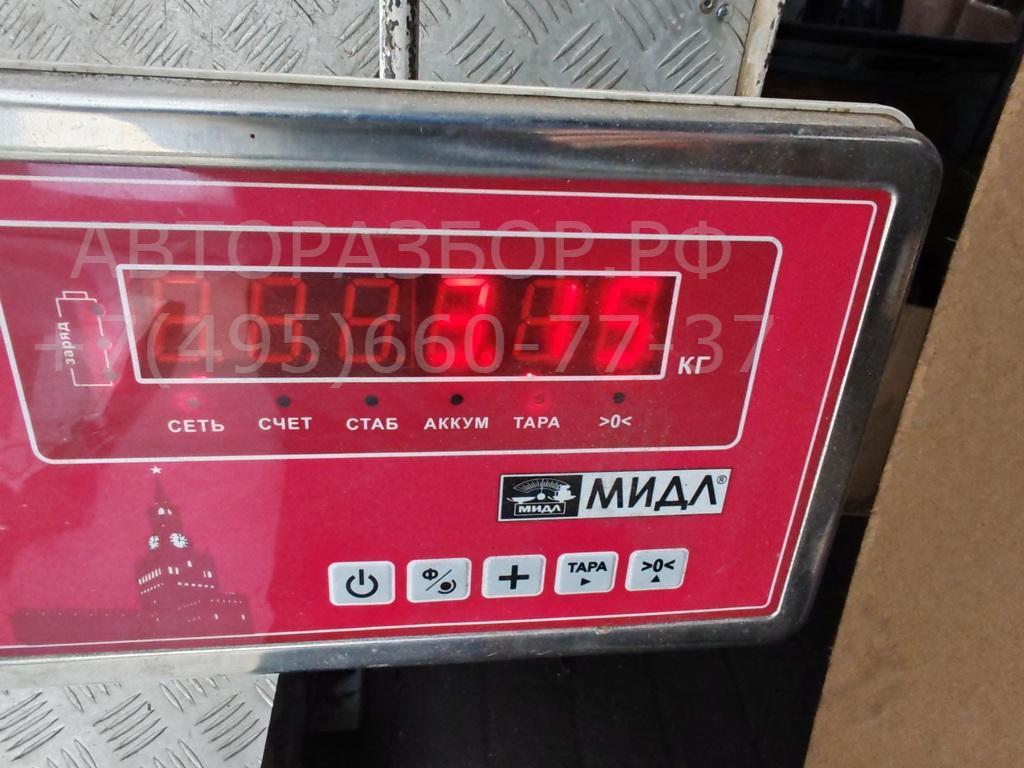 АВТОРАЗБОР.РФ
+7(495)660-77-37
заряд
КГ
СЕТЬ СЧЕТ СТАБ АККУМ ТАРА >0<
МИДЛ МИДЛ®
Ф/ + ТАРА >0<